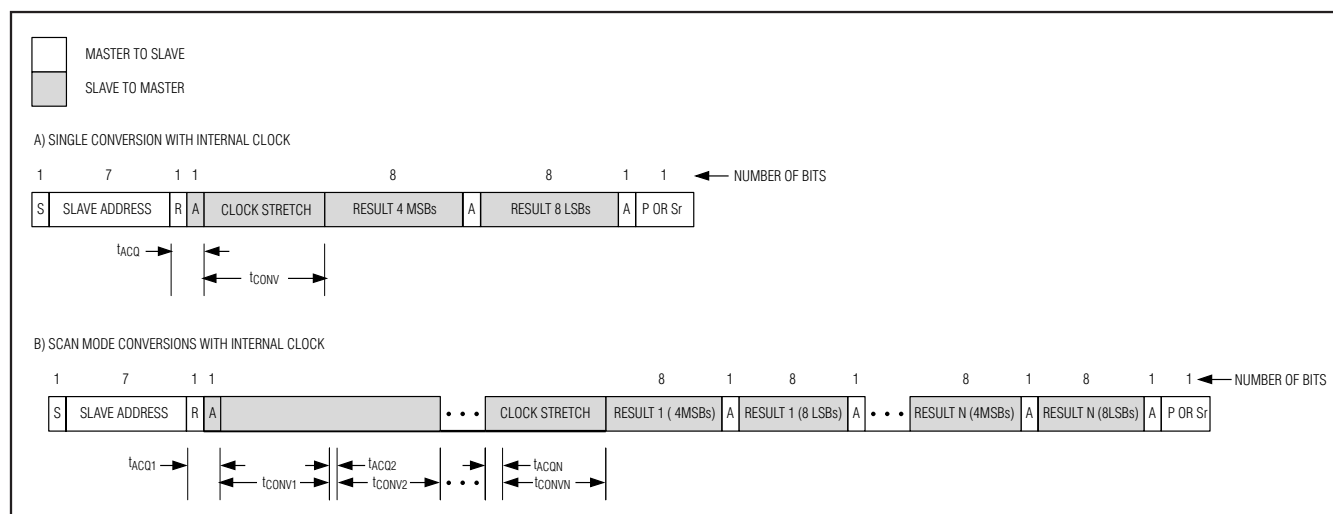 MASTER TO SLAVE
SLAVE TO MASTER
A) SINGLE CONVERSION WITH INTERNAL CLOCK
1 7 1 1 8 8 1 1 NUMBER OF BITS
S SLAVE ADDRESS R A CLOCK STRETCH RESULT 4 MSBs A RESULT 8 LSBs A P OR Sr
tACQ
tCONV
B) SCAN MODE CONVERSIONS WITH INTERNAL CLOCK
1 7 1 1 8 1 8 1 8 1 8 1 1 NUMBER OF BITS
S SLAVE ADDRESS R A • • • CLOCK STRETCH RESULT 1 ( 4MSBs) A RESULT 1 (8 LSBs) A • • • RESULT N (4MSBs) A RESULT N (8LSBs) A P OR Sr
tACQ1 tACQ2 tACQN
tCONV1 tCONV2 • • • tCONVN